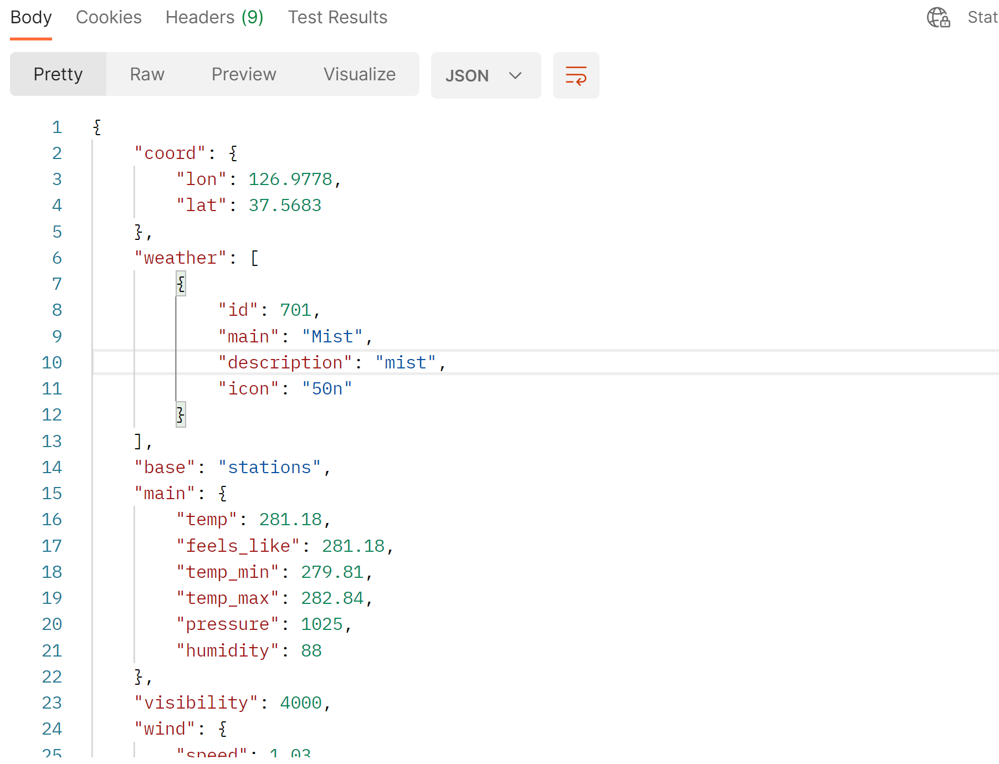 Body Cookies Headers (9) Test Results Stat
Pretty Raw Preview Visualize JSON
1 {
2 "coord": {
3 "lon": 126.9778,
4 "lat": 37.5683
5 },
6 "weather": [
7 {
8 "id": 701,
9 "main": "Mist",
10 "description": "mist",
11 "icon": "50n"
12 }
13 ],
14 "base": "stations",
15 "main": {
16 "temp": 281.18,
17 "feels_like": 281.18,
18 "temp_min": 279.81,
19 "temp_max": 282.84,
20 "pressure": 1025,
21 "humidity": 88
22 },
23 "visibility": 4000,
24 "wind": {
25 "speed": 1.03